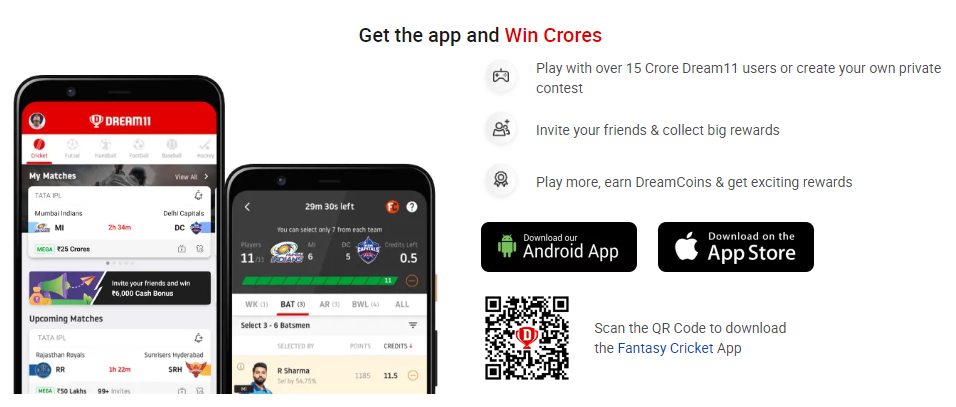 Get the app and Win Crores
Play with over 15 Crore Dream11 users or create your own private
contest
Invite your friends & collect big rewards
Play more, earn DreamCoins & get exciting rewards
Download our
Android App
Download on the
App Store
Scan the QR Code to download
the Fantasy Cricket App
DREAM11
Cricket Futsal Handball Football Baseball Hockey
My Matches View All
TATA IPL
Mumbai Indians Delhi Capitals
MI 2h 34m DC
MEGA ₹25 Crores
Invite your friends and win
₹6,000 Cash Bonus
Upcoming Matches
TATA IPL
Rajasthan Royals Sunrisers Hyderabad
RR 1h 22m SRH
MEGA ₹50 Lakhs 99+ Invites
29m 30s left
You can select only 7 from each team
Players MI DC Credits Left
11/11 6 5 0.5
11
WK (1) BAT (3) AR (3) BWL (4) ALL
Select 3 - 6 Batsmen
SELECTED BY POINTS CREDITS ↓
R Sharma
Sel by 54.75%
1185 11.5
MI